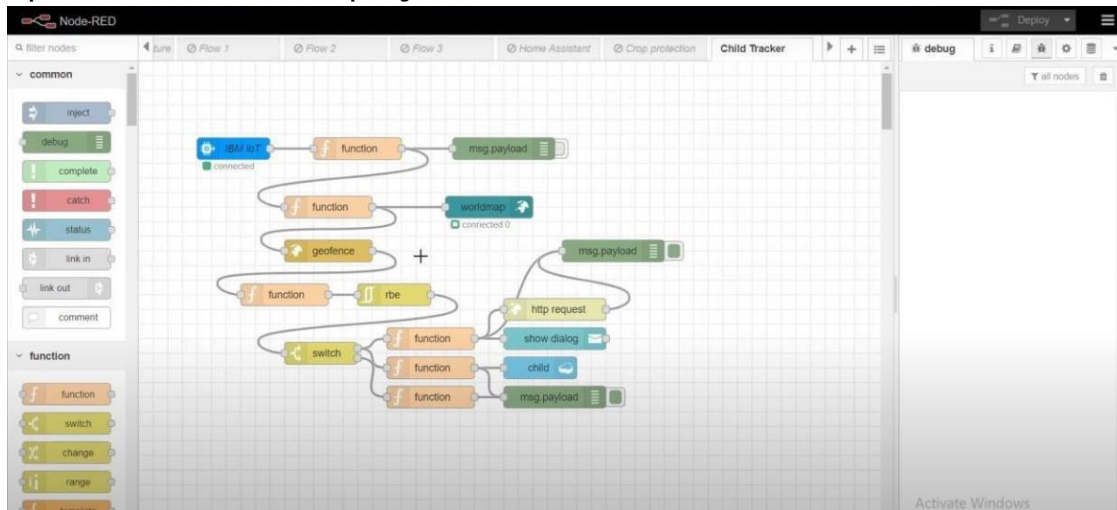 Node-RED
Deploy
filter nodes
Flow 1
Flow 2
Flow 3
Home Assistent
Crop protection
Child Tracker
debug
i
common
all nodes
inject
debug
IBM IoT
function
msg.payload
connected
complete
catch
function
worldmap
connected 0
status
geofence
msg.payload
link in
link out
function
rbe
http request
comment
function
show dialog
switch
function
function
child
function
function
msg.payload
switch
change
range
Activate Windows